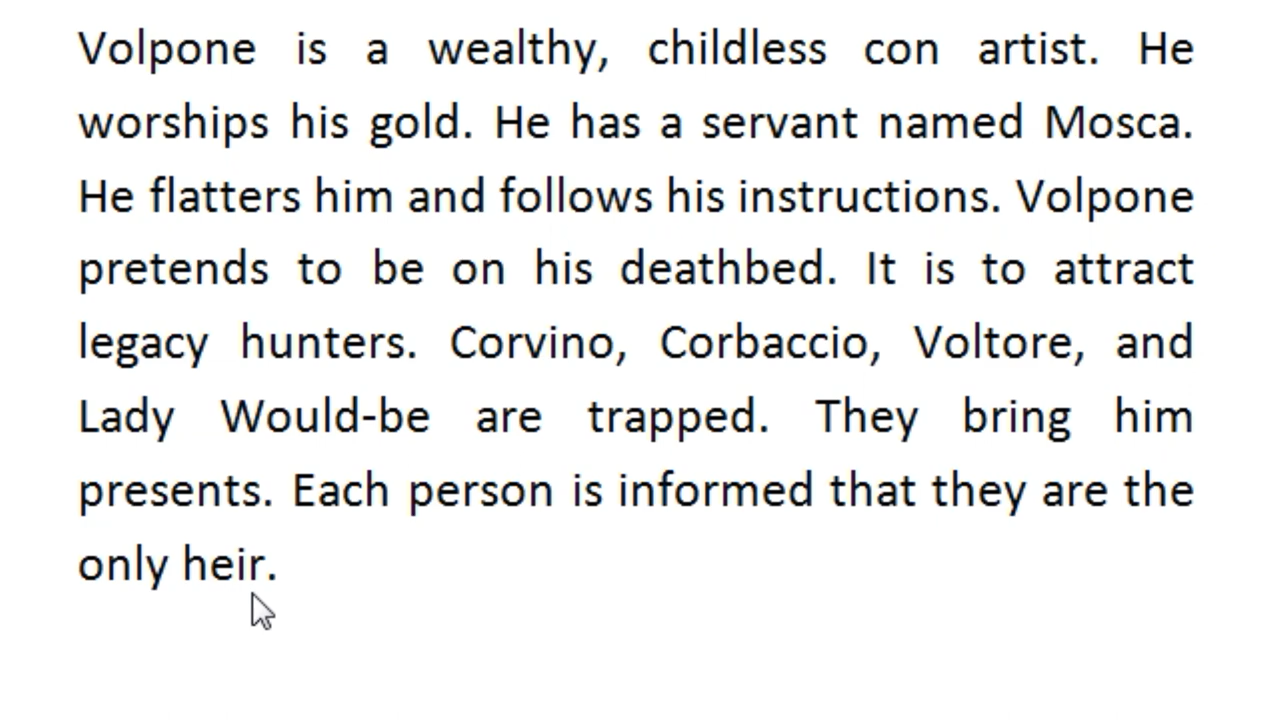 Volpone is a wealthy, childless con artist. He
worships his gold. He has a servant named Mosca.
He flatters him and follows his instructions. Volpone
pretends to be on his deathbed. It is to attract
legacy hunters. Corvino, Corbaccio, Voltore, and
Lady Would-be are trapped. They bring him
presents. Each person is informed that they are the
only heir.